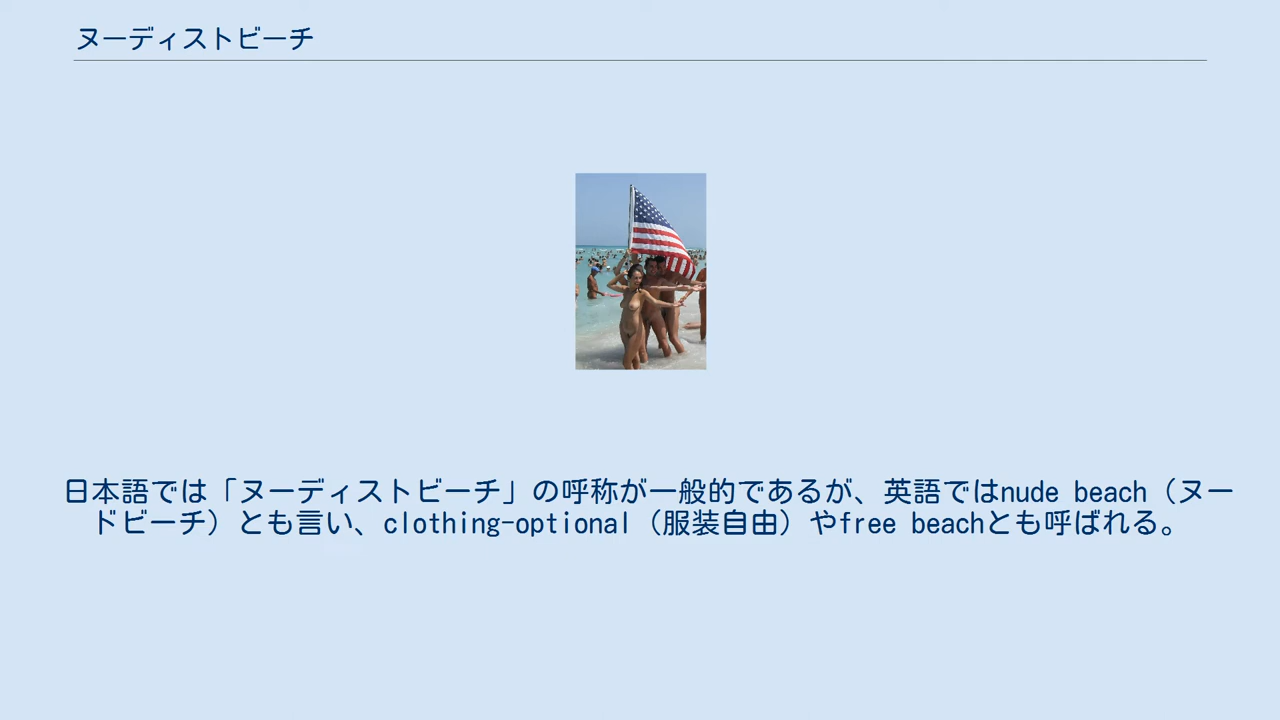 ヌーディストビーチ
日本語では「ヌーディストビーチ」の呼称が一般的であるが、英語ではnude beach（ヌー
ドビーチ）とも言い、clothing-optional（服装自由）やfree beachとも呼ばれる。